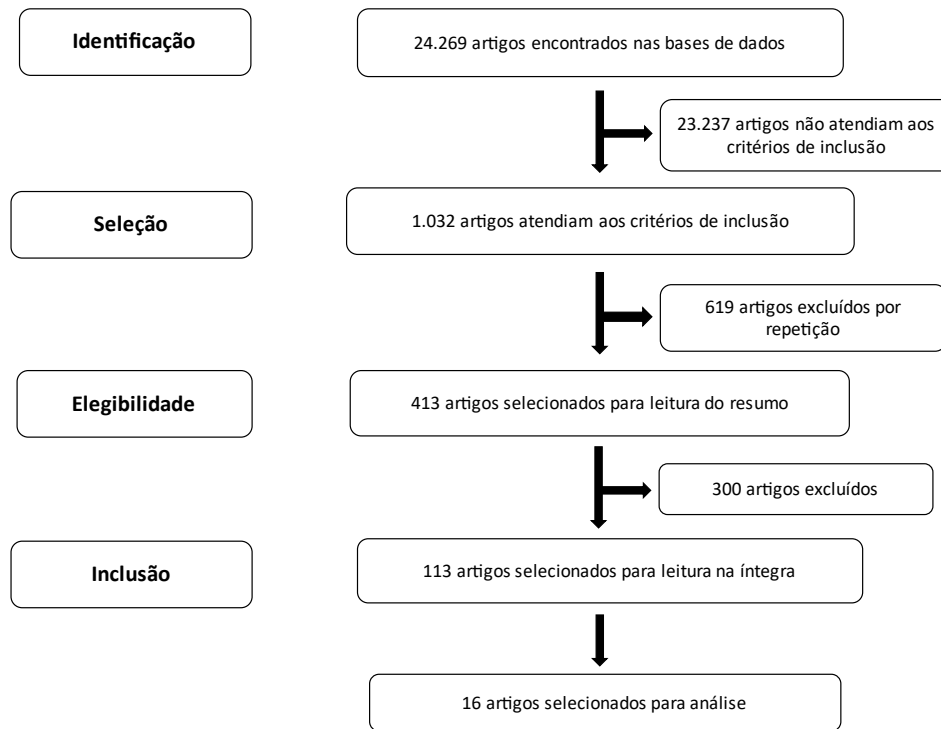 Identificação
24.269 artigos encontrados nas bases de dados
23.237 artigos não atendiam aos
critérios de inclusão
Seleção
1.032 artigos atendiam aos critérios de inclusão
619 artigos excluídos por
repetição
Elegibilidade
413 artigos selecionados para leitura do resumo
300 artigos excluídos
Inclusão
113 artigos selecionados para leitura na íntegra
16 artigos selecionados para análise